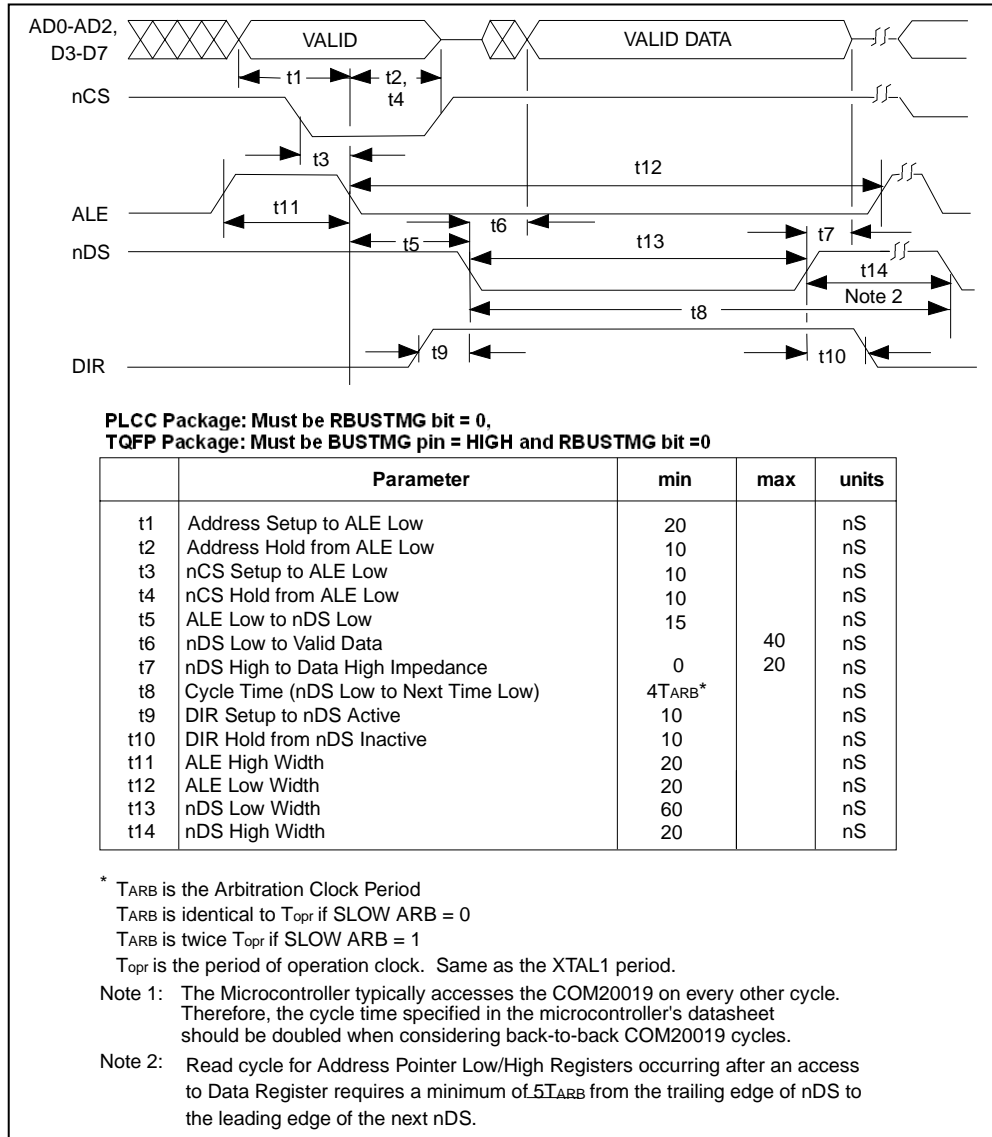 AD0-AD2,
D3-D7
VALID
VALID DATA
t1
t2,
t4
nCS
t3
t12
ALE
t11
t6
t5
t7
nDS
t13
t14
Note 2
t8
t9
t10
DIR
PLCC Package: Must be RBUSTMG bit = 0,
TQFP Package: Must be BUSTMG pin = HIGH and RBUSTMG bit =0
Parameter min max units
t1 Address Setup to ALE Low 20 nS
t2 Address Hold from ALE Low 10 nS
t3 nCS Setup to ALE Low 10 nS
t4 nCS Hold from ALE Low 10 nS
t5 ALE Low to nDS Low 15 nS
t6 nDS Low to Valid Data 40 nS
t7 nDS High to Data High Impedance 0 20 nS
t8 Cycle Time (nDS Low to Next Time Low) 4TARB* nS
t9 DIR Setup to nDS Active 10 nS
t10 DIR Hold from nDS Inactive 10 nS
t11 ALE High Width 20 nS
t12 ALE Low Width 20 nS
t13 nDS Low Width 60 nS
t14 nDS High Width 20 nS
* TARB is the Arbitration Clock Period
TARB is identical to Topr if SLOW ARB = 0
TARB is twice Topr if SLOW ARB = 1
Topr is the period of operation clock. Same as the XTAL1 period.
Note 1: The Microcontroller typically accesses the COM20019 on every other cycle.
Therefore, the cycle time specified in the microcontroller's datasheet
should be doubled when considering back-to-back COM20019 cycles.
Note 2: Read cycle for Address Pointer Low/High Registers occurring after an access
to Data Register requires a minimum of 5TARB from the trailing edge of nDS to
the leading edge of the next nDS.